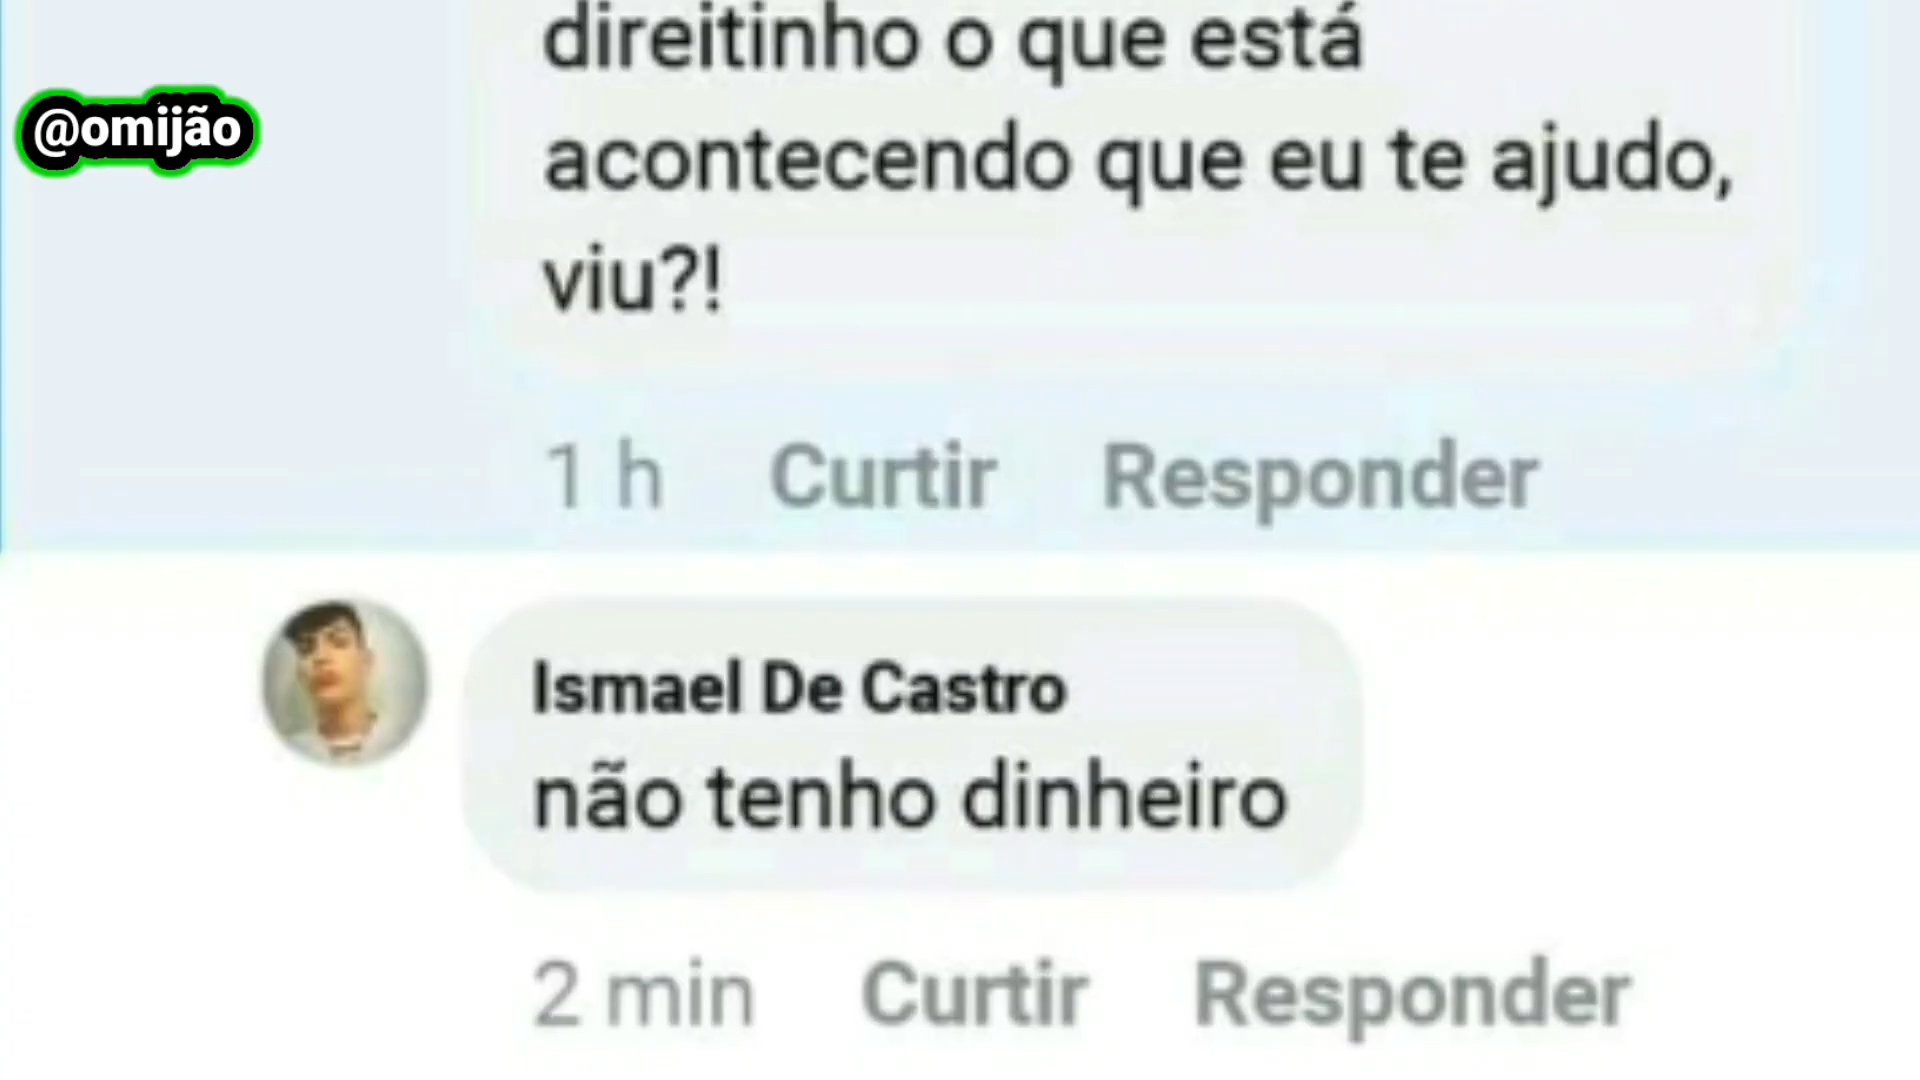 direitinho o que está
@omijão
acontecendo que eu te ajudo,
viu?!
1 h Curtir Responder
Ismael De Castro
não tenho dinheiro
2 min Curtir Responder